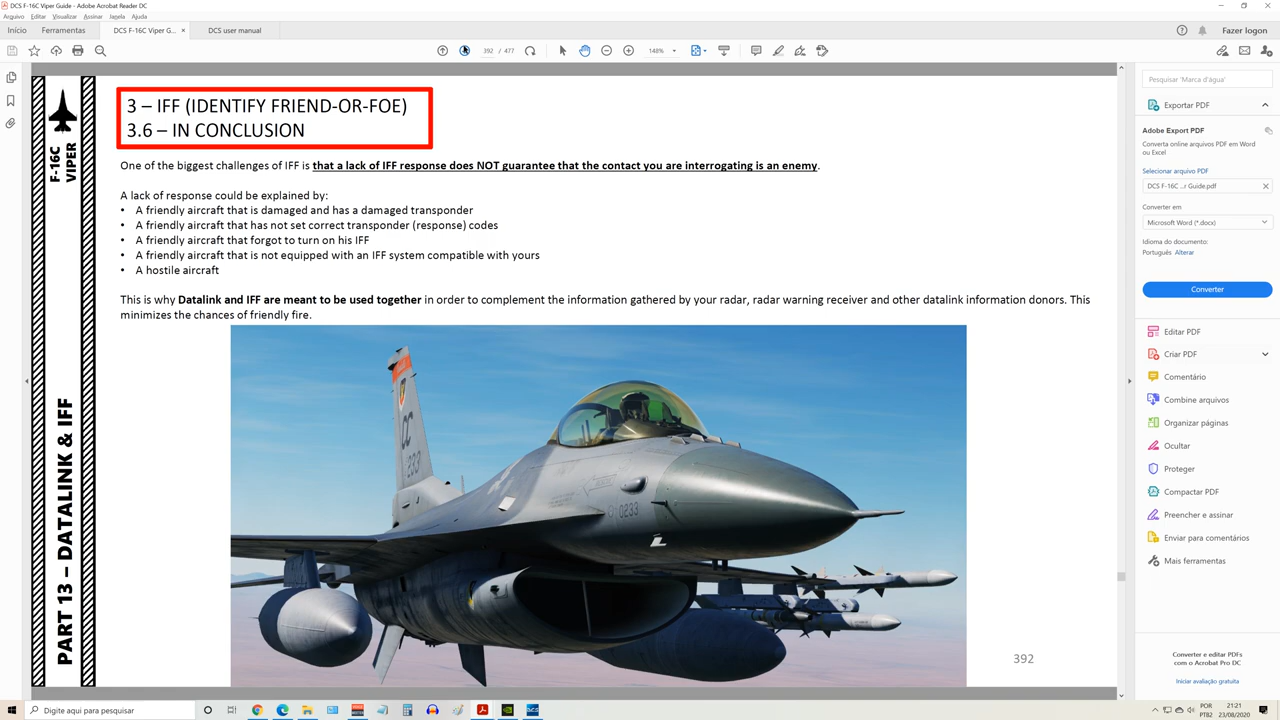 DCS F-16C Viper Guide - Adobe Acrobat Reader DC
Arquivo Editar Visualizar Assinar Janela Ajuda
Início Ferramentas DCS F-16C Viper G... × DCS user manual Fazer logon
392 / 477 148%
F-16C
VIPER
PART 13 – DATALINK & IFF
3 – IFF (IDENTIFY FRIEND-OR-FOE)
3.6 – IN CONCLUSION
One of the biggest challenges of IFF is that a lack of IFF response does NOT guarantee that the contact you are interrogating is an enemy.
A lack of response could be explained by:
• A friendly aircraft that is damaged and has a damaged transponder
• A friendly aircraft that has not set correct transponder (response) codes
• A friendly aircraft that forgot to turn on his IFF
• A friendly aircraft that is not equipped with an IFF system compatible with yours
• A hostile aircraft
This is why Datalink and IFF are meant to be used together in order to complement the information gathered by your radar, radar warning receiver and other datalink information donors. This
minimizes the chances of friendly fire.
233
0233
392
Pesquisar 'Marca d'água'
Exportar PDF
Adobe Export PDF
Converta online arquivos PDF em Word
ou Excel
Selecionar arquivo PDF
DCS F-16C ...r Guide.pdf ×
Converter em
Microsoft Word (*.docx)
Idioma do documento:
Português Alterar
Converter
Editar PDF
Criar PDF
Comentário
Combine arquivos
Organizar páginas
Ocultar
Proteger
Compactar PDF
Preencher e assinar
Enviar para comentários
Mais ferramentas
Converter e editar PDFs
com o Acrobat Pro DC
Iniciar avaliação gratuita
Digite aqui para pesquisar
POR
PTB2
21:21
23/08/2020